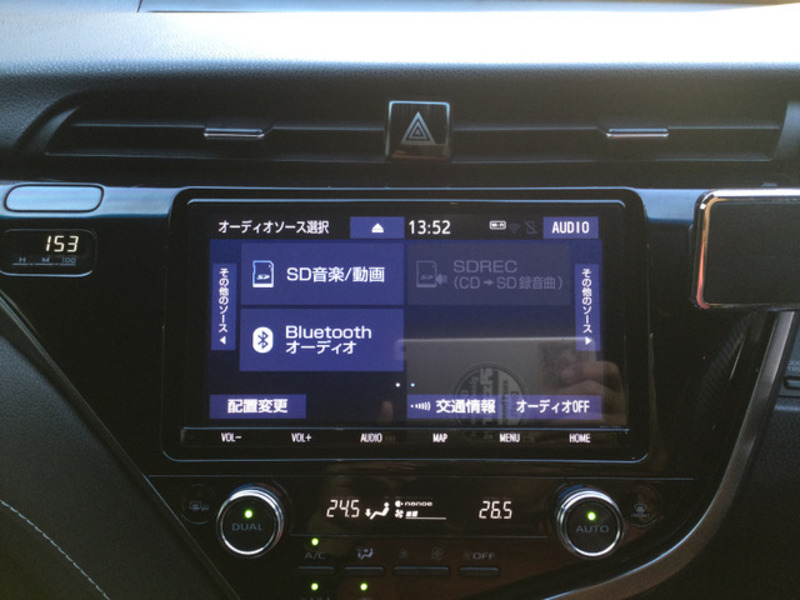 オーディオソース選択
13:52
AUDIO
153
H M 100
その他のソース
SD音楽/動画
SDREC
(CD➡SD録音曲)
その他のソース
Bluetooth
オーディオ
配置変更
交通情報
オーディオOFF
VOL-
VOL+
AUDIO
MAP
MENU
HOME
24.5
nanoe
26.5
DUAL
AUTO
A/C
OFF